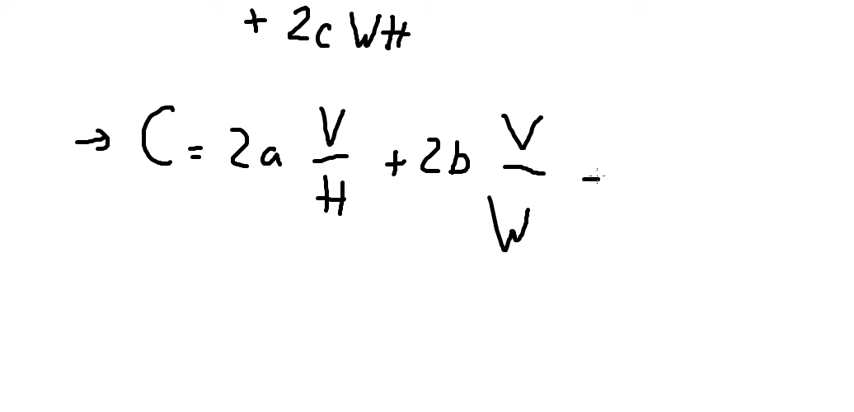 + 2c WH
→ C = 2a V/H + 2b V/W -